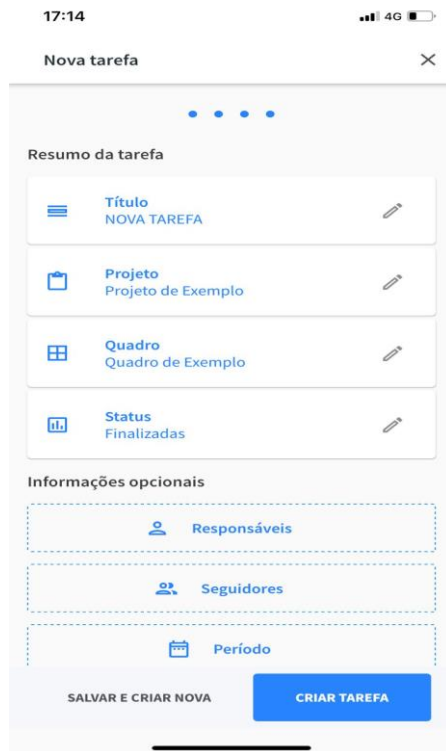 17:14
4G
Nova tarefa
Resumo da tarefa
Título
NOVA TAREFA
Projeto
Projeto de Exemplo
Quadro
Quadro de Exemplo
Status
Finalizadas
Informações opcionais
Responsáveis
Seguidores
Período
SALVAR E CRIAR NOVA
CRIAR TAREFA